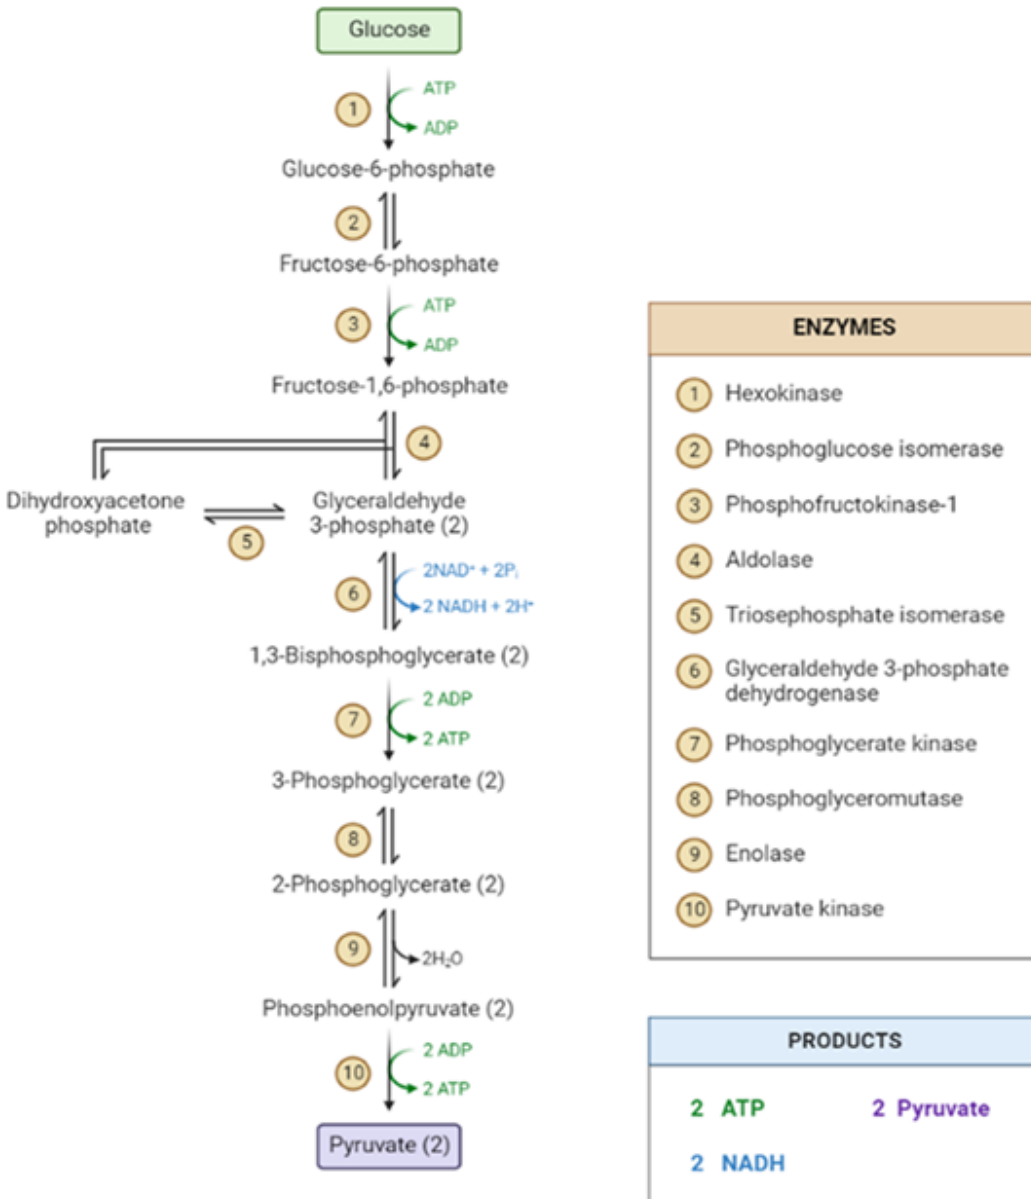 Glucose
1
ATP
ADP
Glucose-6-phosphate
2
Fructose-6-phosphate
3
ATP
ADP
Fructose-1,6-phosphate
4
Dihydroxyacetone
phosphate
5
Glyceraldehyde
3-phosphate (2)
6
2NAD⁺ + 2Pᵢ
2 NADH + 2H⁺
1,3-Bisphosphoglycerate (2)
7
2 ADP
2 ATP
3-Phosphoglycerate (2)
8
2-Phosphoglycerate (2)
9
2H₂O
Phosphoenolpyruvate (2)
10
2 ADP
2 ATP
Pyruvate (2)
ENZYMES
1 Hexokinase
2 Phosphoglucose isomerase
3 Phosphofructokinase-1
4 Aldolase
5 Triosephosphate isomerase
6 Glyceraldehyde 3-phosphate
dehydrogenase
7 Phosphoglycerate kinase
8 Phosphoglyceromutase
9 Enolase
10 Pyruvate kinase
PRODUCTS
2 ATP 2 Pyruvate
2 NADH